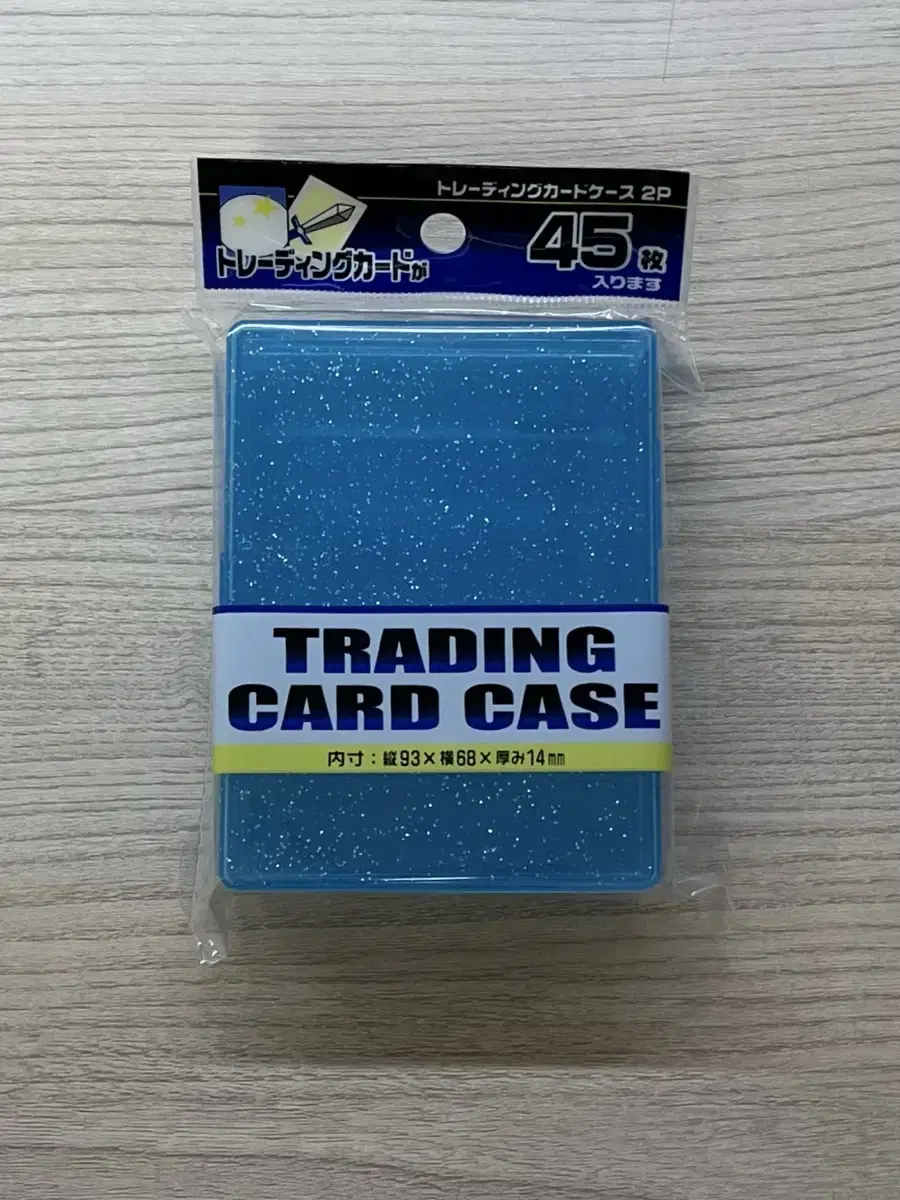 トレーディングカードケース 2P
トレーディングカードが
45枚
入ります
TRADING
CARD CASE
内寸：縦93×横68×厚み14mm